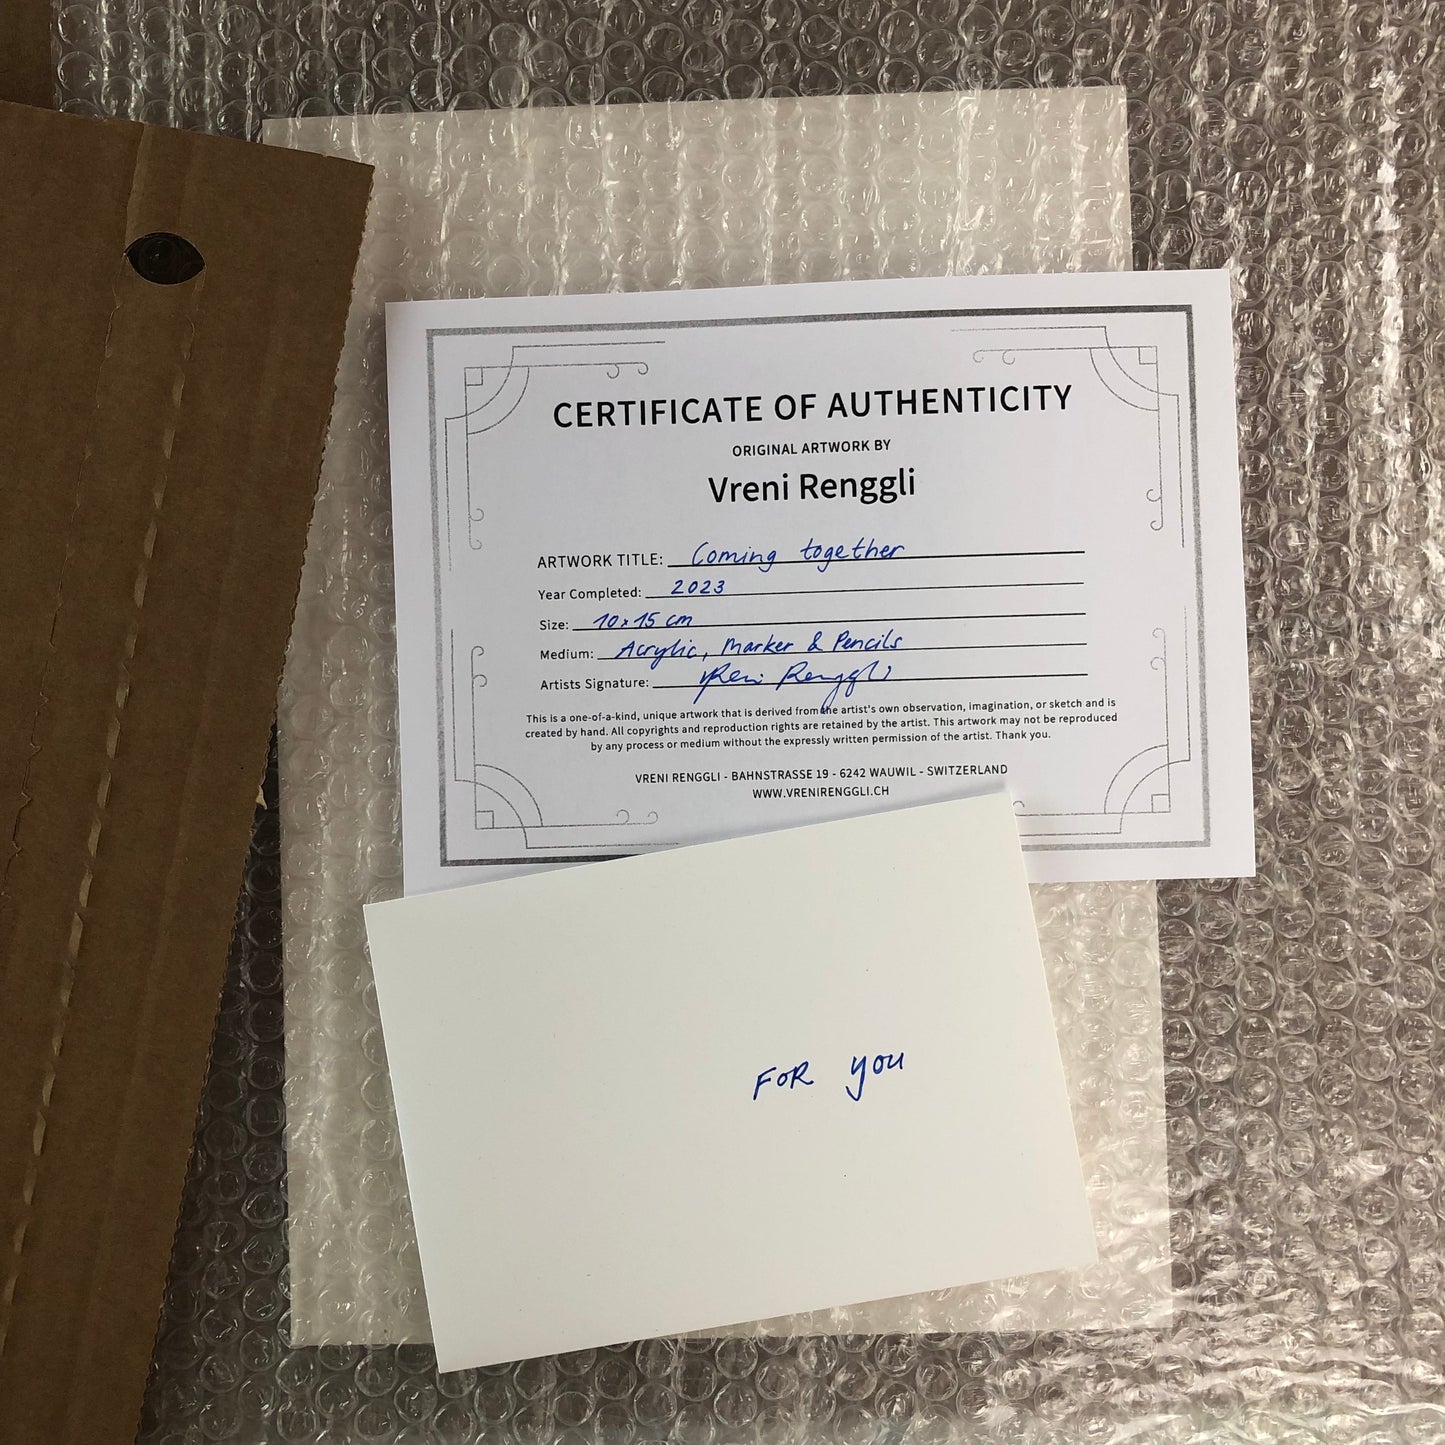 CERTIFICATE OF AUTHENTICITY
ORIGINAL ARTWORK BY
Vreni Renggli
ARTWORK TITLE: Coming together
Year Completed: 2023
Size: 10x15 cm
Medium: Acrylic, Marker & Pencils
Artists Signature: Vreni Renggli
This is a one-of-a-kind, unique artwork that is derived from the artist's own observation, imagination, or sketch and is
created by hand. All copyrights and reproduction rights are retained by the artist. This artwork may not be reproduced
by any process or medium without the expressly written permission of the artist. Thank you.
VRENI RENGGLI - BAHNSTRASSE 19 - 6242 WAUWIL - SWITZERLAND
WWW.VRENIRENGGLI.CH
FOR YOU